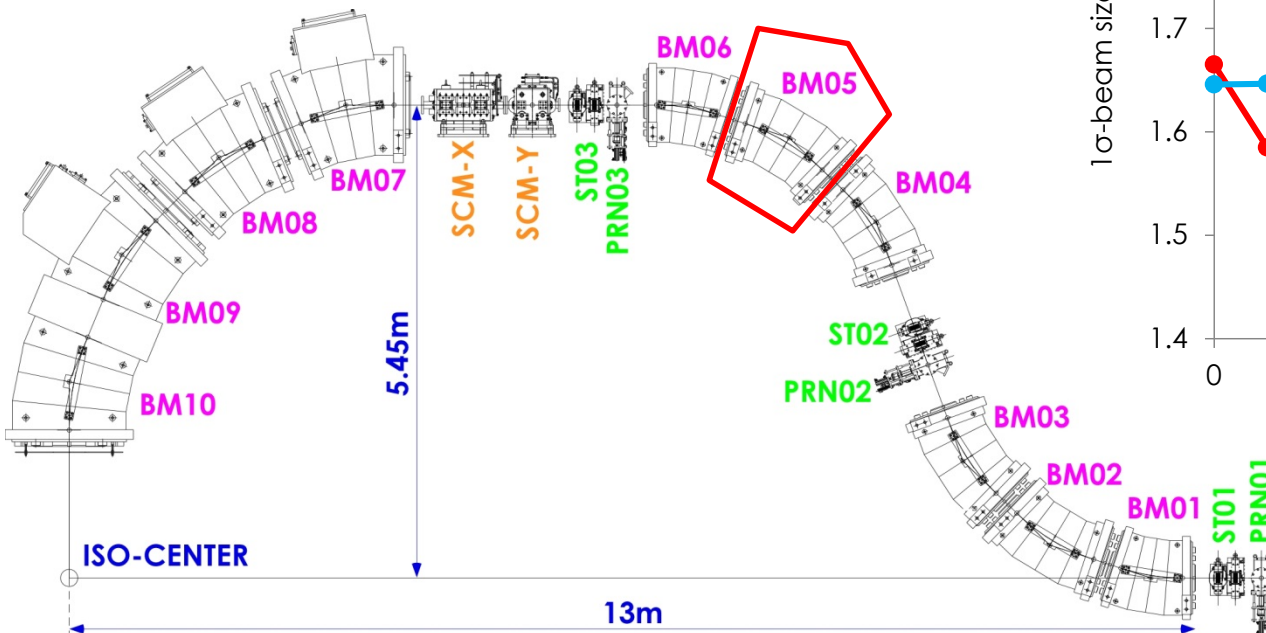 BM06
BM05
1σ-beam size
1.7
1.6
1.5
1.4
0
BM07
SCM-X
SCM-Y
ST03
PRN03
BM04
BM08
BM09
5.45m
ST02
PRN02
BM10
BM03
BM02
BM01
ST01
PRN01
ISO-CENTER
13m